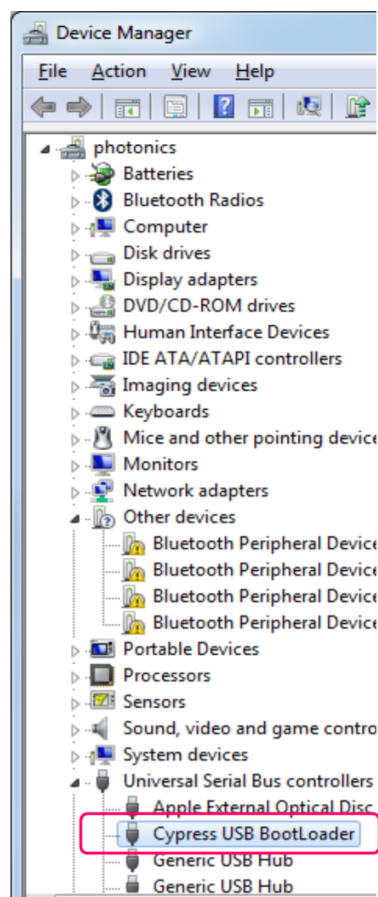 Device Manager
File Action View Help
photonics
Batteries
Bluetooth Radios
Computer
Disk drives
Display adapters
DVD/CD-ROM drives
Human Interface Devices
IDE ATA/ATAPI controllers
Imaging devices
Keyboards
Mice and other pointing device
Monitors
Network adapters
Other devices
Bluetooth Peripheral Device
Bluetooth Peripheral Device
Bluetooth Peripheral Device
Bluetooth Peripheral Device
Portable Devices
Processors
Sensors
Sound, video and game contro
System devices
Universal Serial Bus controllers
Apple External Optical Disc
Cypress USB BootLoader
Generic USB Hub
Generic USB Hub